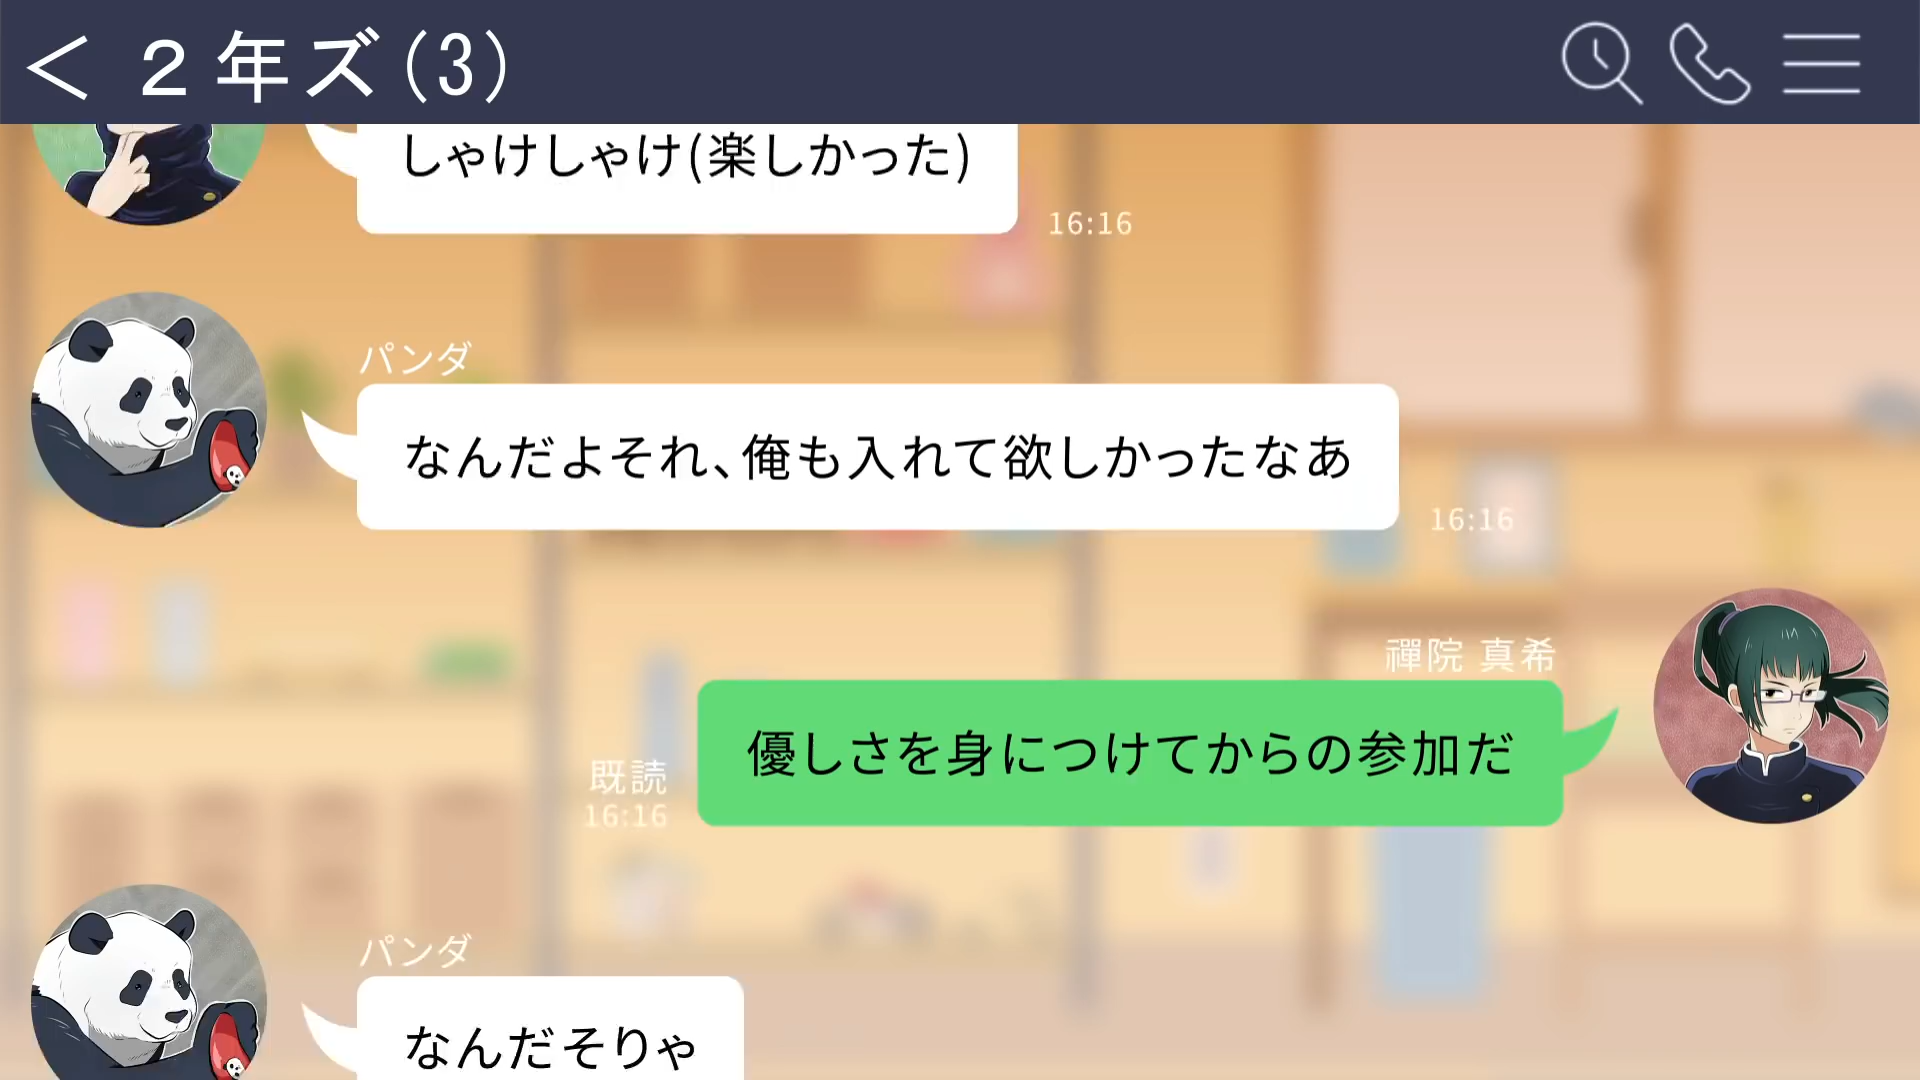 ＜ ２年ズ(3)
しゃけしゃけ(楽しかった)
16:16
パンダ
なんだよそれ、俺も入れて欲しかったなあ
16:16
禪院 真希
優しさを身につけてからの参加だ
既読
16:16
パンダ
なんだそりゃ